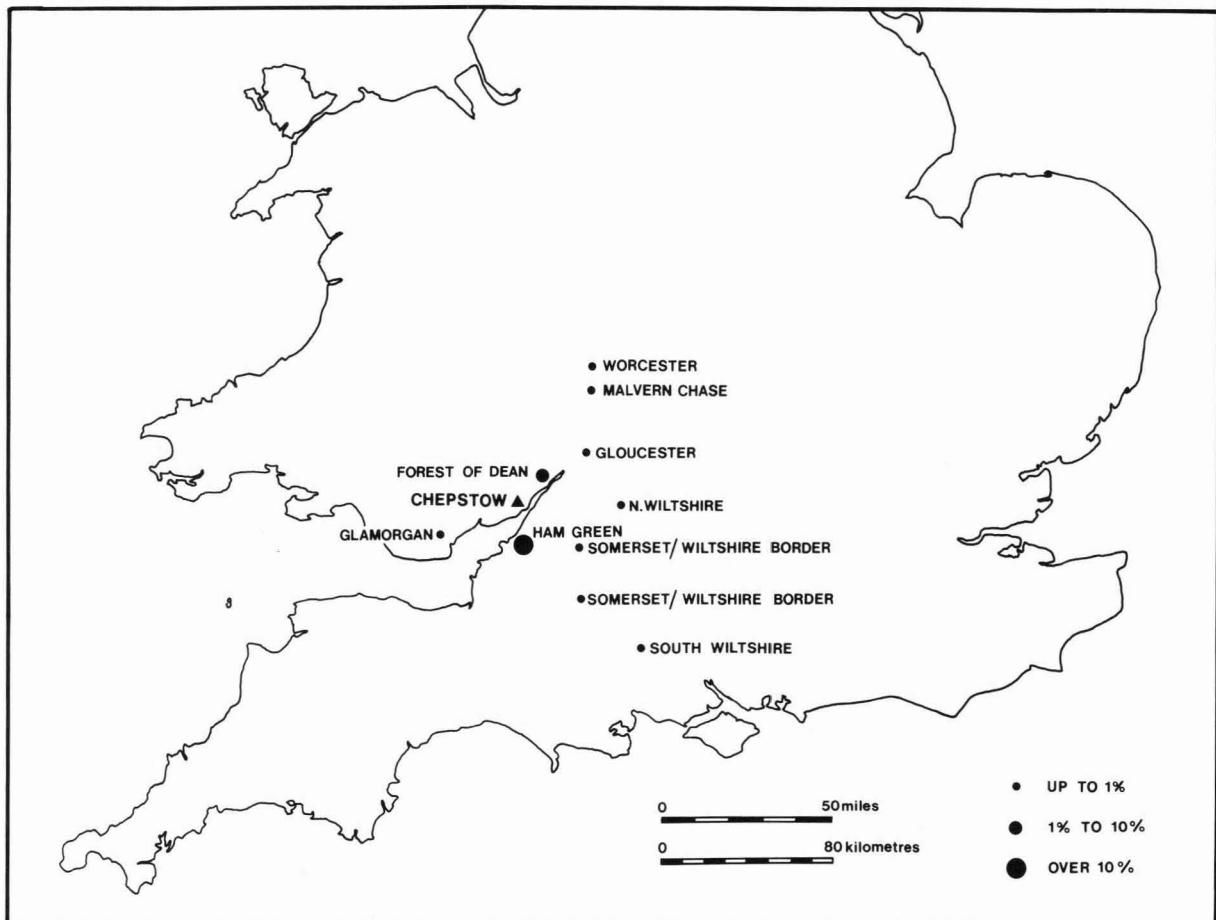 WORCESTER
MALVERN CHASE
GLOUCESTER
FOREST OF DEAN
CHEPSTOW
N. WILTSHIRE
GLAMORGAN
HAM GREEN
SOMERSET/ WILTSHIRE BORDER
SOMERSET/ WILTSHIRE BORDER
SOUTH WILTSHIRE
0 50 miles
0 80 kilometres
UP TO 1%
1% TO 10%
OVER 10%